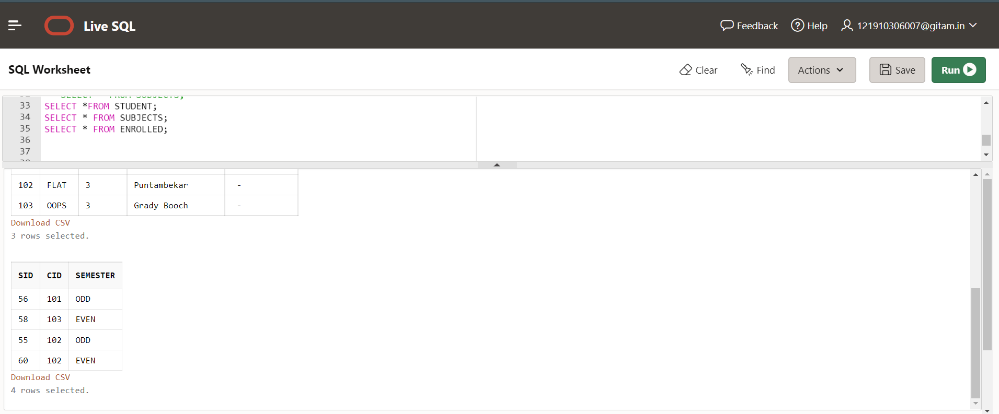 Live SQL
Feedback Help 121910306007@gitam.in
SQL Worksheet
Clear Find Actions Save Run
33 SELECT *FROM STUDENT;
34 SELECT * FROM SUBJECTS;
35 SELECT * FROM ENROLLED;
36
37
102 FLAT 3 Puntambekar -
103 OOPS 3 Grady Booch -
Download CSV
3 rows selected.
SID CID SEMESTER
56 101 ODD
58 103 EVEN
55 102 ODD
60 102 EVEN
Download CSV
4 rows selected.